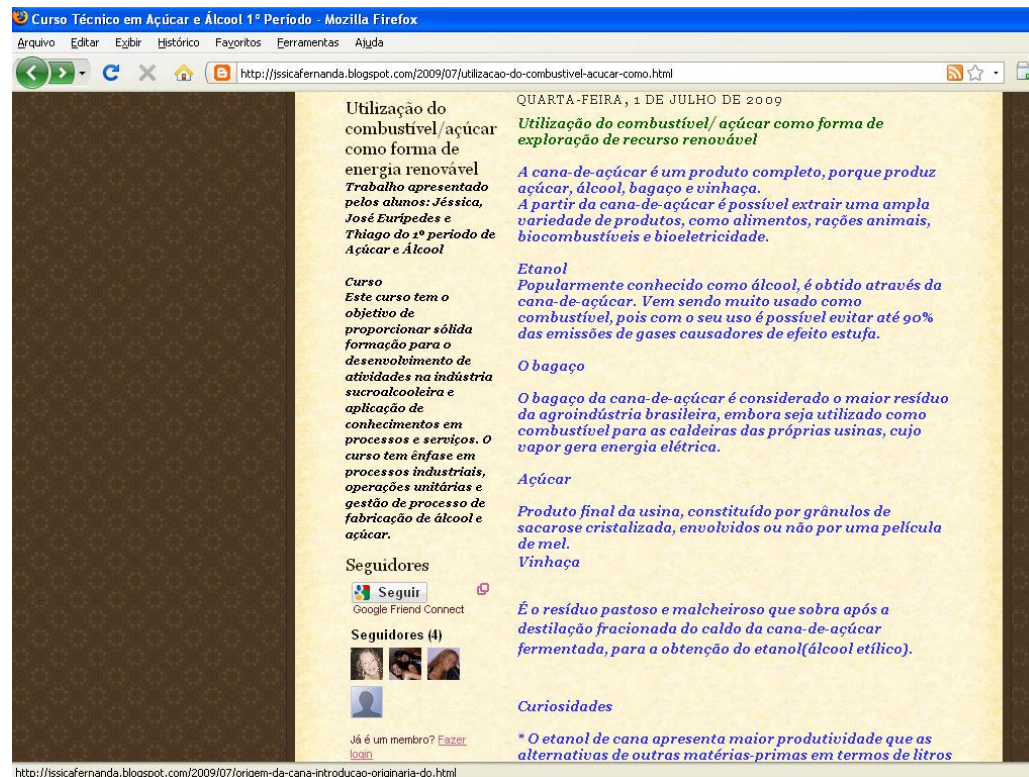 Curso Técnico em Açúcar e Álcool 1º Período - Mozilla Firefox
Arquivo Editar Exibir Histórico Favoritos Ferramentas Ajuda
http://jssicafernanda.blogspot.com/2009/07/utilizacao-do-combustivel-acucar-como.html
Utilização do
combustível/açúcar
como forma de
energia renovável
Trabalho apresentado
pelos alunos: Jéssica,
José Eurípedes e
Thiago do 1º periodo de
Açúcar e Álcool
Curso
Este curso tem o
objetivo de
proporcionar sólida
formação para o
desenvolvimento de
atividades na indústria
sucroalcooleira e
aplicação de
conhecimentos em
processos e serviços. O
curso tem ênfase em
processos industriais,
operações unitárias e
gestão de processo de
fabricação de álcool e
açúcar.
Seguidores
Seguir
Google Friend Connect
Seguidores (4)
Já é um membro? Fazer
login
QUARTA-FEIRA, 1 DE JULHO DE 2009
Utilização do combustível/ açúcar como forma de
exploração de recurso renovável
A cana-de-açúcar é um produto completo, porque produz
açúcar, álcool, bagaço e vinhaça.
A partir da cana-de-açúcar é possível extrair uma ampla
variedade de produtos, como alimentos, rações animais,
biocombustíveis e bioeletricidade.
Etanol
Popularmente conhecido como álcool, é obtido através da
cana-de-açúcar. Vem sendo muito usado como
combustível, pois com o seu uso é possível evitar até 90%
das emissões de gases causadores de efeito estufa.
O bagaço
O bagaço da cana-de-açúcar é considerado o maior resíduo
da agroindústria brasileira, embora seja utilizado como
combustível para as caldeiras das próprias usinas, cujo
vapor gera energia elétrica.
Açúcar
Produto final da usina, constituído por grânulos de
sacarose cristalizada, envolvidos ou não por uma película
de mel.
Vinhaça
É o resíduo pastoso e malcheiroso que sobra após a
destilação fracionada do caldo da cana-de-açúcar
fermentada, para a obtenção do etanol(álcool etílico).
Curiosidades
* O etanol de cana apresenta maior produtividade que as
alternativas de outras matérias-primas em termos de litros
http://jssicafernanda.blogspot.com/2009/07/origem-da-cana-introducao-originaria-do.html